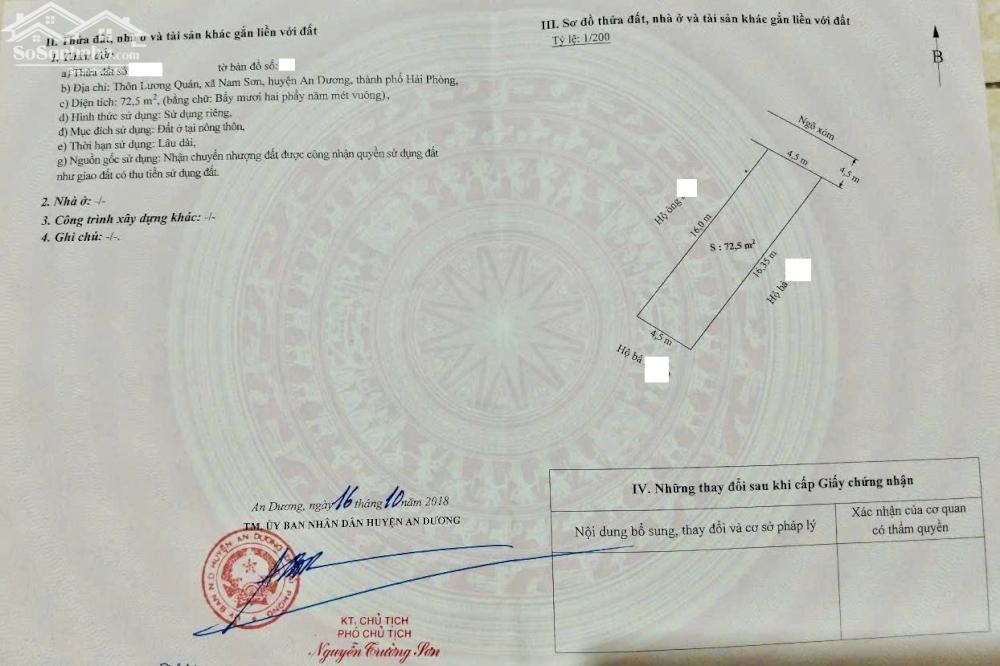 SoSanhNha
.com
II. Thửa đất, nhà ở và tài sản khác gắn liền với đất
1. Thửa đất:
a) Thửa đất số tờ bản đồ số:
b) Địa chỉ: Thôn Lương Quán, xã Nam Sơn, huyện An Dương, thành phố Hải Phòng,
c) Diện tích: 72,5 m², (bằng chữ: Bẩy mươi hai phẩy năm mét vuông),
d) Hình thức sử dụng: Sử dụng riêng,
đ) Mục đích sử dụng: Đất ở tại nông thôn,
e) Thời hạn sử dụng: Lâu dài,
g) Nguồn gốc sử dụng: Nhận chuyển nhượng đất được công nhận quyền sử dụng đất
như giao đất có thu tiền sử dụng đất.
2. Nhà ở: -/-
3. Công trình xây dựng khác: -/-
4. Ghi chú: -/-.
An Dương, ngày 16 tháng 10 năm 2018
TM. ỦY BAN NHÂN DÂN HUYỆN AN DƯƠNG
KT. CHỦ TỊCH
PHÓ CHỦ TỊCH
Nguyễn Trường Sơn
III. Sơ đồ thửa đất, nhà ở và tài sản khác gắn liền với đất
Tỷ lệ: 1/200
B
Ngõ xóm
4,5 m
4,5 m
Hộ ông
16,0 m
S : 72,5 m²
16,35 m
Hộ bà
4,5 m
Hộ bà
IV. Những thay đổi sau khi cấp Giấy chứng nhận
Nội dung bổ sung, thay đổi và cơ sở pháp lý
Xác nhận của cơ quan
có thẩm quyền